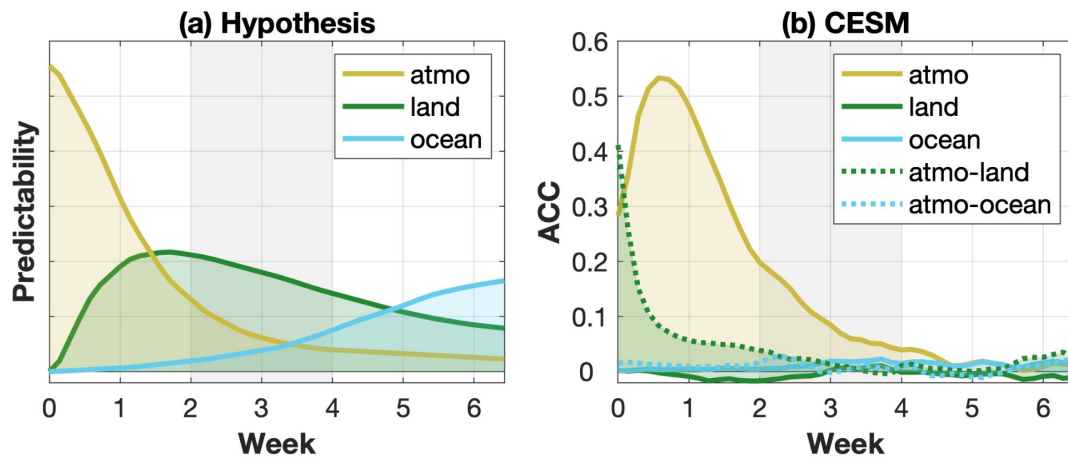 (a) Hypothesis
Predictability
atmo
land
ocean
0 1 2 3 4 5 6
Week
(b) CESM
ACC
0.6
0.5
0.4
0.3
0.2
0.1
0
atmo
land
ocean
atmo-land
atmo-ocean
0 1 2 3 4 5 6
Week